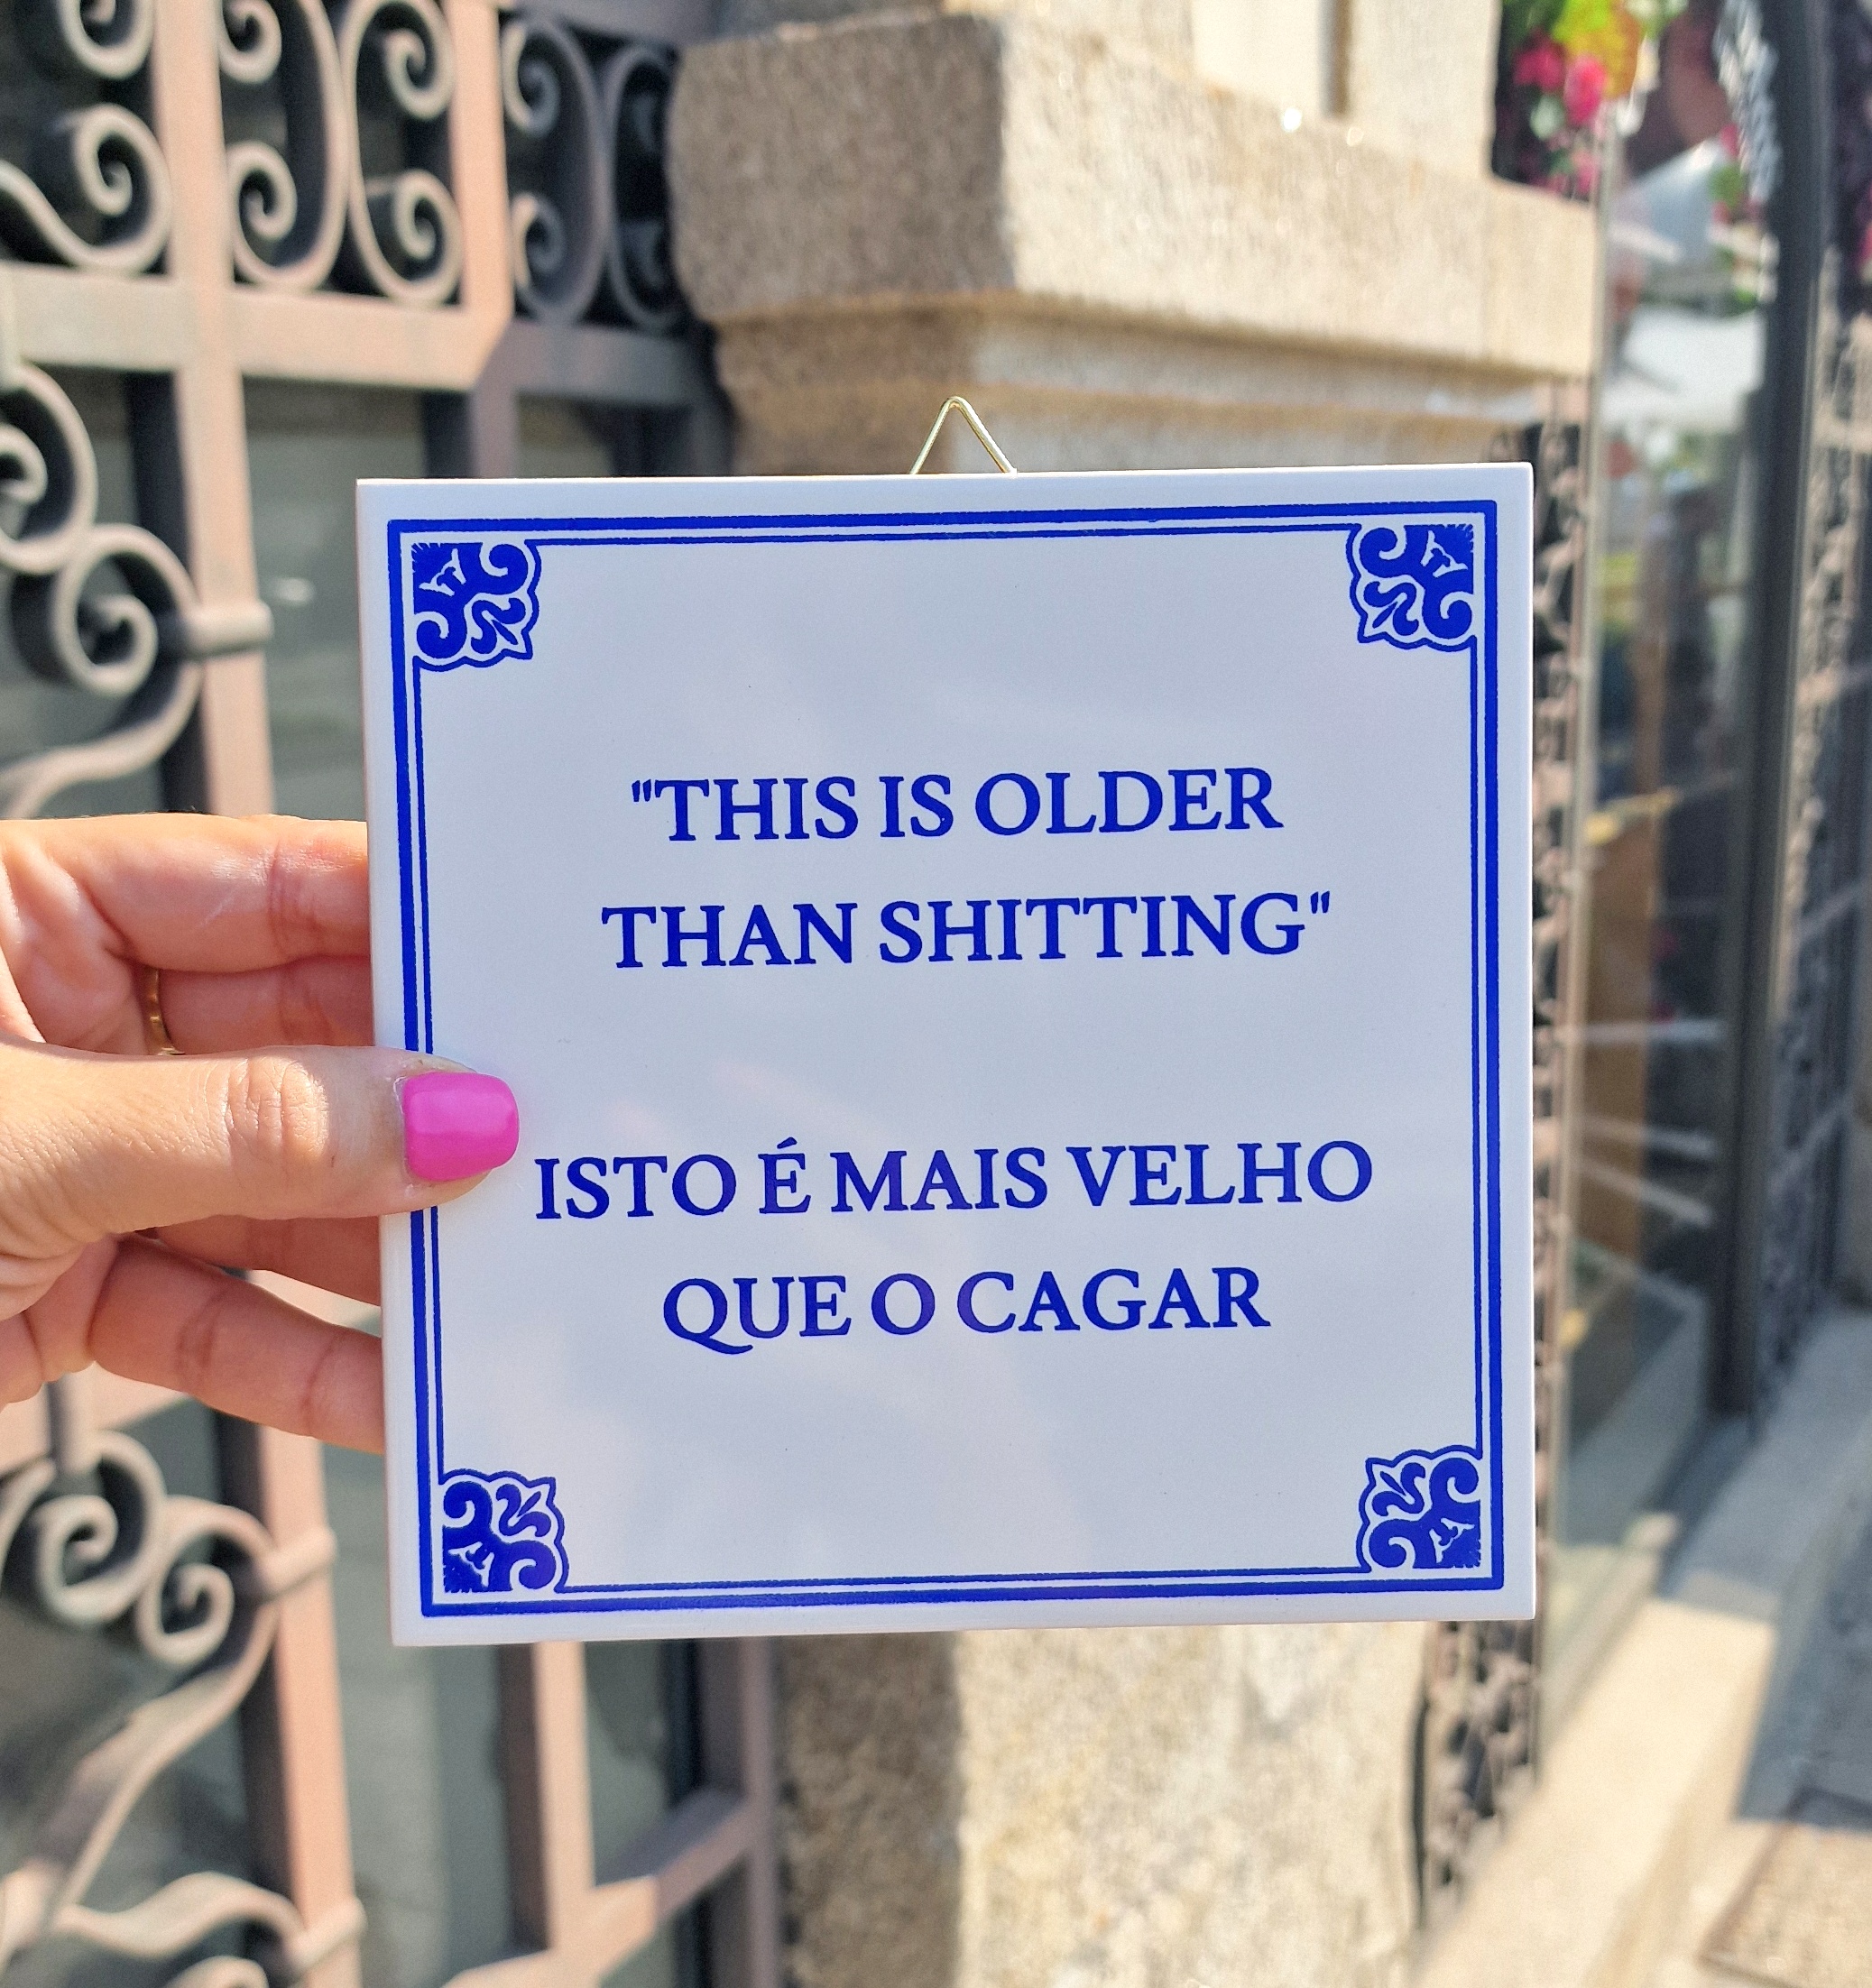 "THIS IS OLDER
THAN SHITTING"
ISTO É MAIS VELHO
QUE O CAGAR